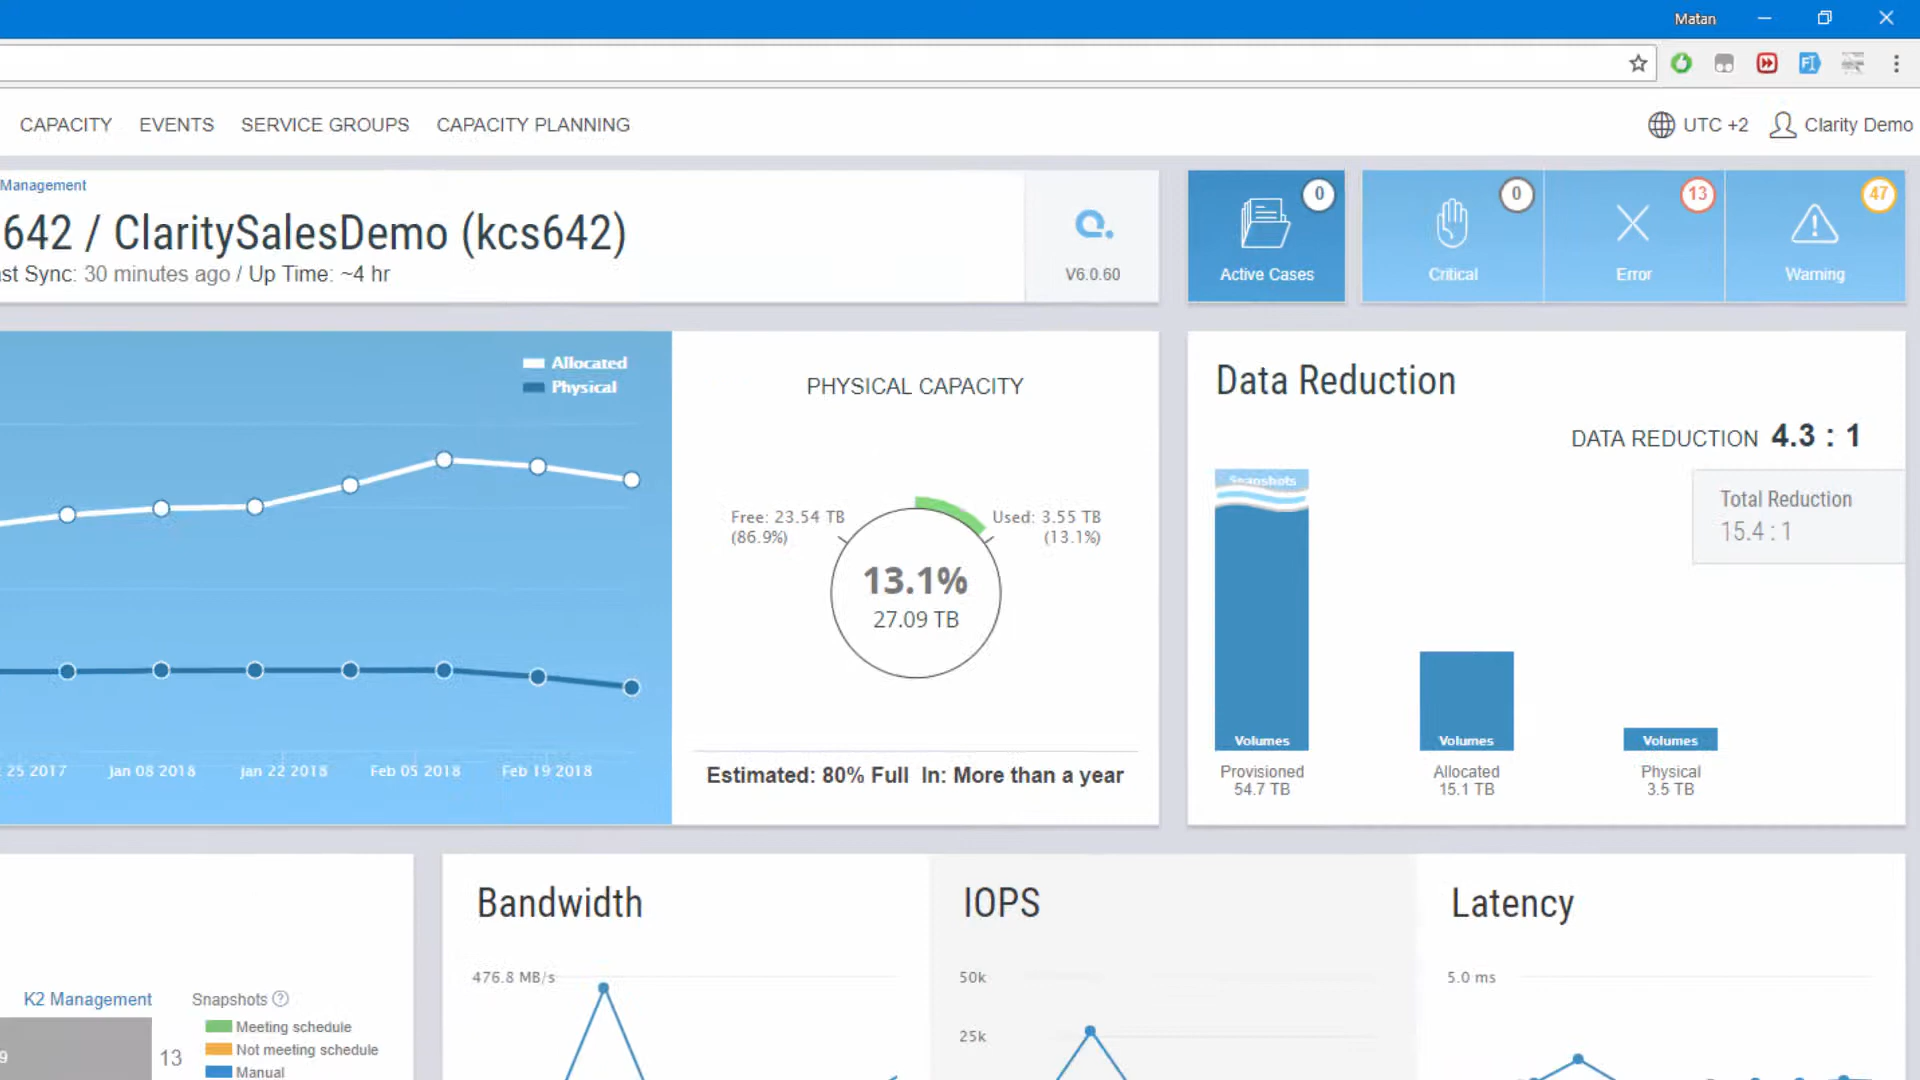 Matan
CAPACITY EVENTS SERVICE GROUPS CAPACITY PLANNING
UTC +2 Clarity Demo
Management
642 / ClaritySalesDemo (kcs642)
st Sync: 30 minutes ago / Up Time: ~4 hr
V6.0.60
0
Active Cases
0
Critical
13
Error
47
Warning
Allocated
Physical
25 2017 Jan 08 2018 Jan 22 2018 Feb 05 2018 Feb 19 2018
PHYSICAL CAPACITY
Free: 23.54 TB
(86.9%)
Used: 3.55 TB
(13.1%)
13.1%
27.09 TB
Estimated: 80% Full In: More than a year
Data Reduction
DATA REDUCTION 4.3 : 1
Total Reduction
15.4 : 1
Snapshots
Volumes
Provisioned
54.7 TB
Volumes
Allocated
15.1 TB
Volumes
Physical
3.5 TB
K2 Management
9
13
Snapshots ?
Meeting schedule
Not meeting schedule
Manual
Bandwidth
476.8 MB/s
IOPS
50k
25k
Latency
5.0 ms